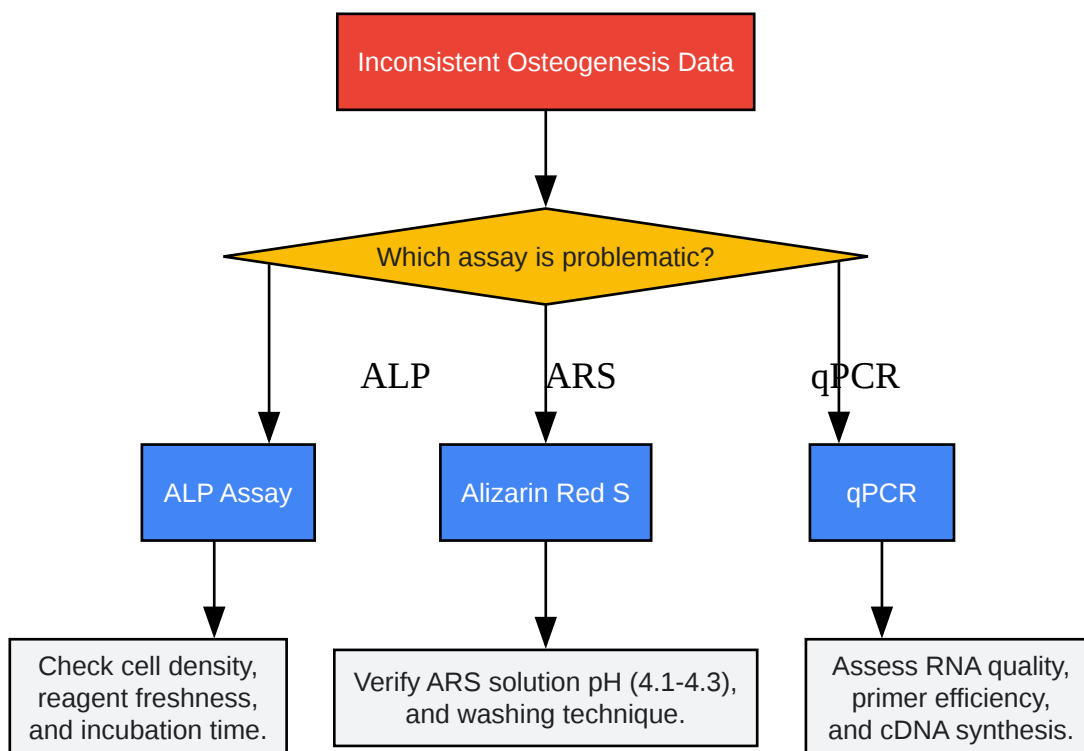 Inconsistent Osteogenesis Data
Which assay is problematic?
ALP
ARS
qPCR
ALP Assay
Alizarin Red S
qPCR
Check cell density,
reagent freshness,
and incubation time.
Verify ARS solution pH (4.1-4.3),
and washing technique.
Assess RNA quality,
primer efficiency,
and cDNA synthesis.